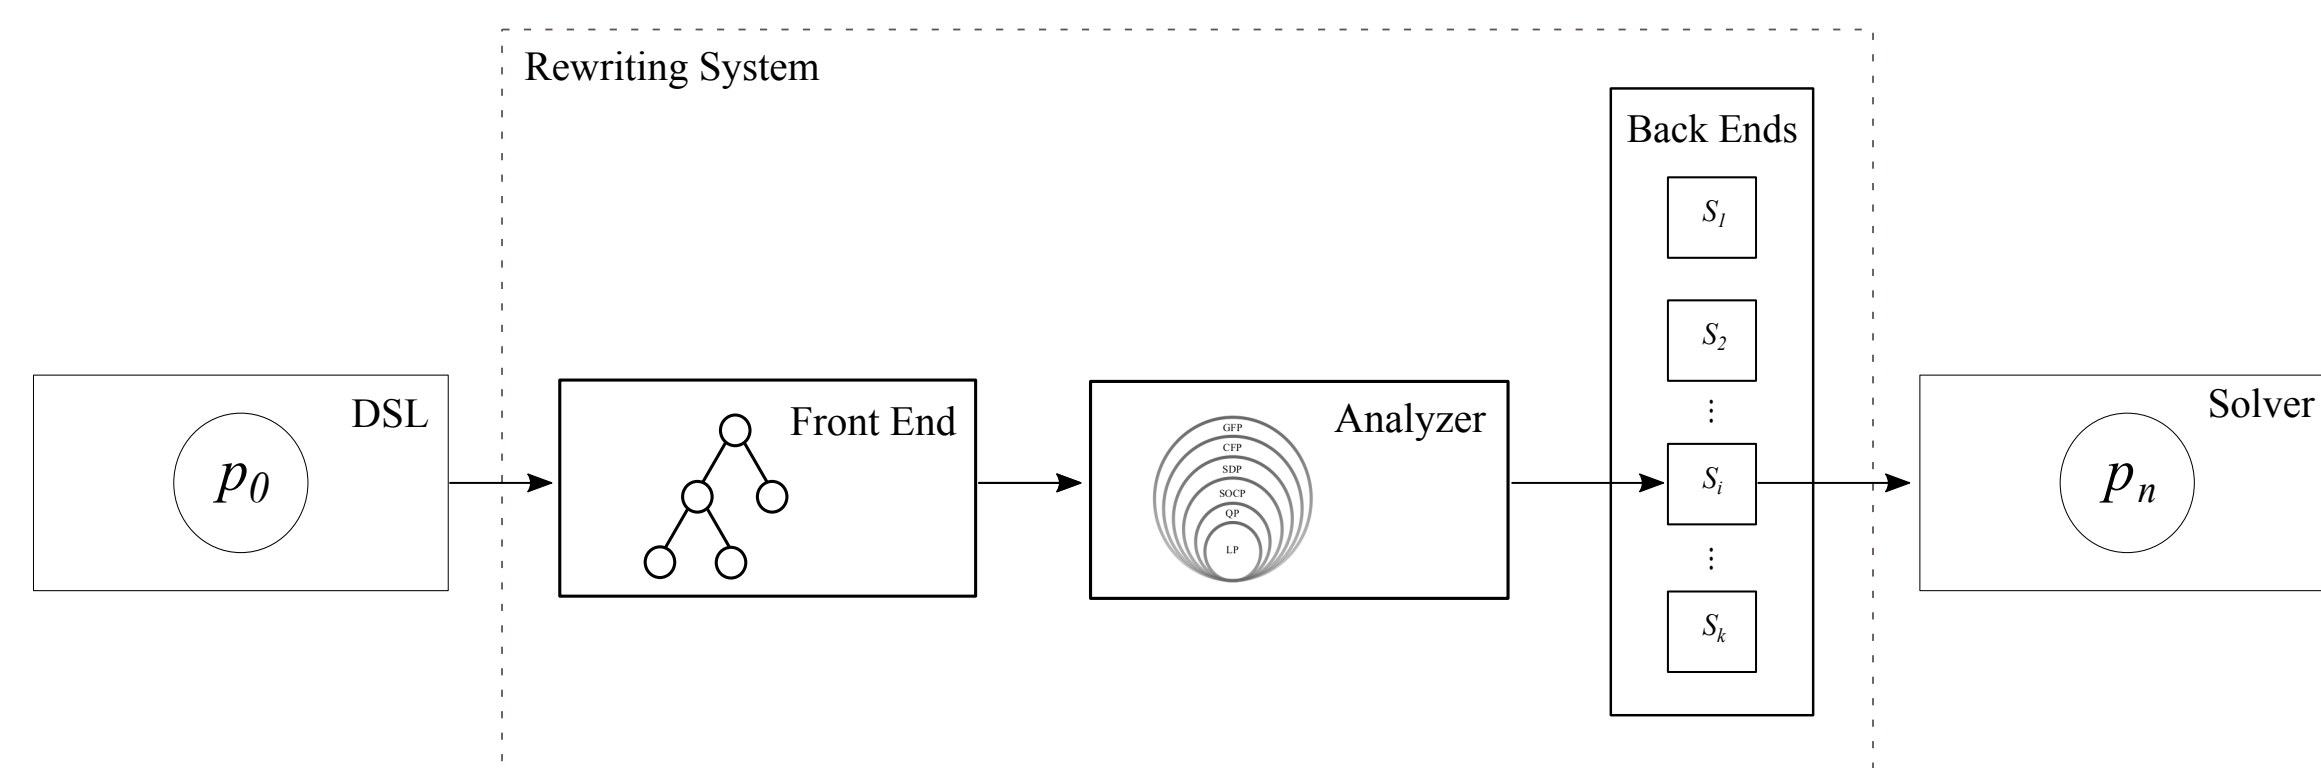 Rewriting System
Back Ends
S1
S2
⋮
Si
⋮
Sk
DSL
p0
Front End
Analyzer
GFP
CFP
SDP
SOCP
QP
LP
Solver
pn